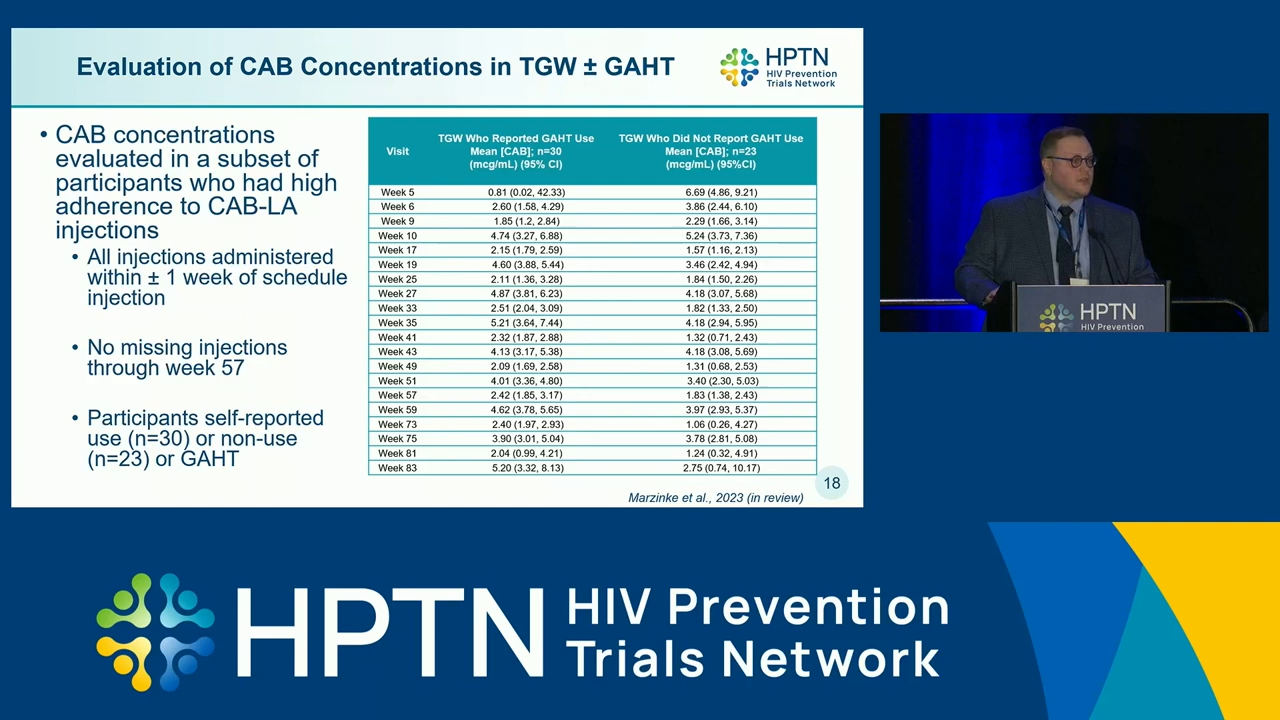 Evaluation of CAB Concentrations in TGW ± GAHT
HPTN
HIV Prevention
Trials Network
• CAB concentrations
evaluated in a subset of
participants who had high
adherence to CAB-LA
injections
• All injections administered
within ± 1 week of schedule
injection
• No missing injections
through week 57
• Participants self-reported
use (n=30) or non-use
(n=23) or GAHT
Visit
TGW Who Reported GAHT Use
Mean [CAB]; n=30
(mcg/mL) (95% CI)
TGW Who Did Not Report GAHT Use
Mean [CAB]; n=23
(mcg/mL) (95%CI)
Week 5 0.81 (0.02, 42.33) 6.69 (4.86, 9.21)
Week 6 2.60 (1.58, 4.29) 3.86 (2.44, 6.10)
Week 9 1.85 (1.2, 2.84) 2.29 (1.66, 3.14)
Week 10 4.74 (3.27, 6.88) 5.24 (3.73, 7.36)
Week 17 2.15 (1.79, 2.59) 1.57 (1.16, 2.13)
Week 19 4.60 (3.88, 5.44) 3.46 (2.42, 4.94)
Week 25 2.11 (1.36, 3.28) 1.84 (1.50, 2.26)
Week 27 4.87 (3.81, 6.23) 4.18 (3.07, 5.68)
Week 33 2.51 (2.04, 3.09) 1.82 (1.33, 2.50)
Week 35 5.21 (3.64, 7.44) 4.18 (2.94, 5.95)
Week 41 2.32 (1.87, 2.88) 1.32 (0.71, 2.43)
Week 43 4.13 (3.17, 5.38) 4.18 (3.08, 5.69)
Week 49 2.09 (1.69, 2.58) 1.31 (0.68, 2.53)
Week 51 4.01 (3.36, 4.80) 3.40 (2.30, 5.03)
Week 57 2.42 (1.85, 3.17) 1.83 (1.38, 2.43)
Week 59 4.62 (3.78, 5.65) 3.97 (2.93, 5.37)
Week 73 2.40 (1.97, 2.93) 1.06 (0.26, 4.27)
Week 75 3.90 (3.01, 5.04) 3.78 (2.81, 5.08)
Week 81 2.04 (0.99, 4.21) 1.24 (0.32, 4.91)
Week 83 5.20 (3.32, 8.13) 2.75 (0.74, 10.17)
18
Marzinke et al., 2023 (in review)
HPTN
HIV Prevention
HPTN
HIV Prevention
Trials Network